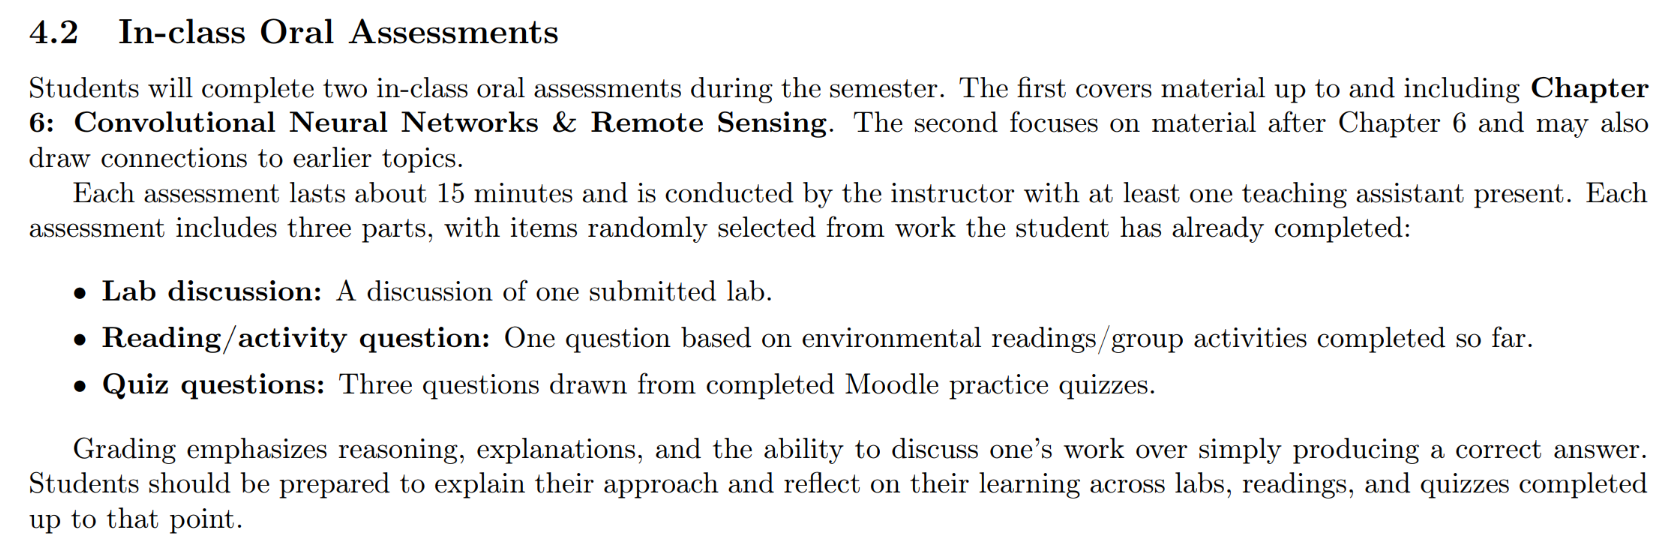 4.2 In-class Oral Assessments
Students will complete two in-class oral assessments during the semester. The first covers material up to and including Chapter
6: Convolutional Neural Networks & Remote Sensing. The second focuses on material after Chapter 6 and may also
draw connections to earlier topics.
Each assessment lasts about 15 minutes and is conducted by the instructor with at least one teaching assistant present. Each
assessment includes three parts, with items randomly selected from work the student has already completed:
• Lab discussion: A discussion of one submitted lab.
• Reading/activity question: One question based on environmental readings/group activities completed so far.
• Quiz questions: Three questions drawn from completed Moodle practice quizzes.
Grading emphasizes reasoning, explanations, and the ability to discuss one's work over simply producing a correct answer.
Students should be prepared to explain their approach and reflect on their learning across labs, readings, and quizzes completed
up to that point.